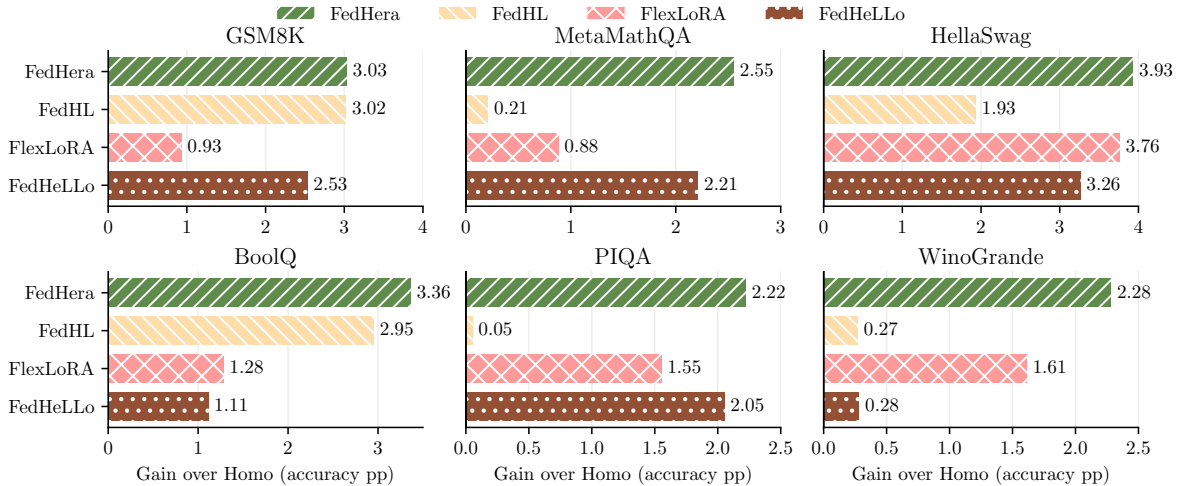 FedHera FedHL FlexLoRA FedHeLLo
GSM8K MetaMathQA HellaSwag
FedHera 3.03 2.55 3.93
FedHL 3.02 0.21 1.93
FlexLoRA 0.93 0.88 3.76
FedHeLLo 2.53 2.21 3.26
0 1 2 3 4 0 1 2 3 0 1 2 3 4
BoolQ PIQA WinoGrande
FedHera 3.36 2.22 2.28
FedHL 2.95 0.05 0.27
FlexLoRA 1.28 1.55 1.61
FedHeLLo 1.11 2.05 0.28
0 1 2 3 0.0 0.5 1.0 1.5 2.0 2.5 0.0 0.5 1.0 1.5 2.0 2.5
Gain over Homo (accuracy pp) Gain over Homo (accuracy pp) Gain over Homo (accuracy pp)